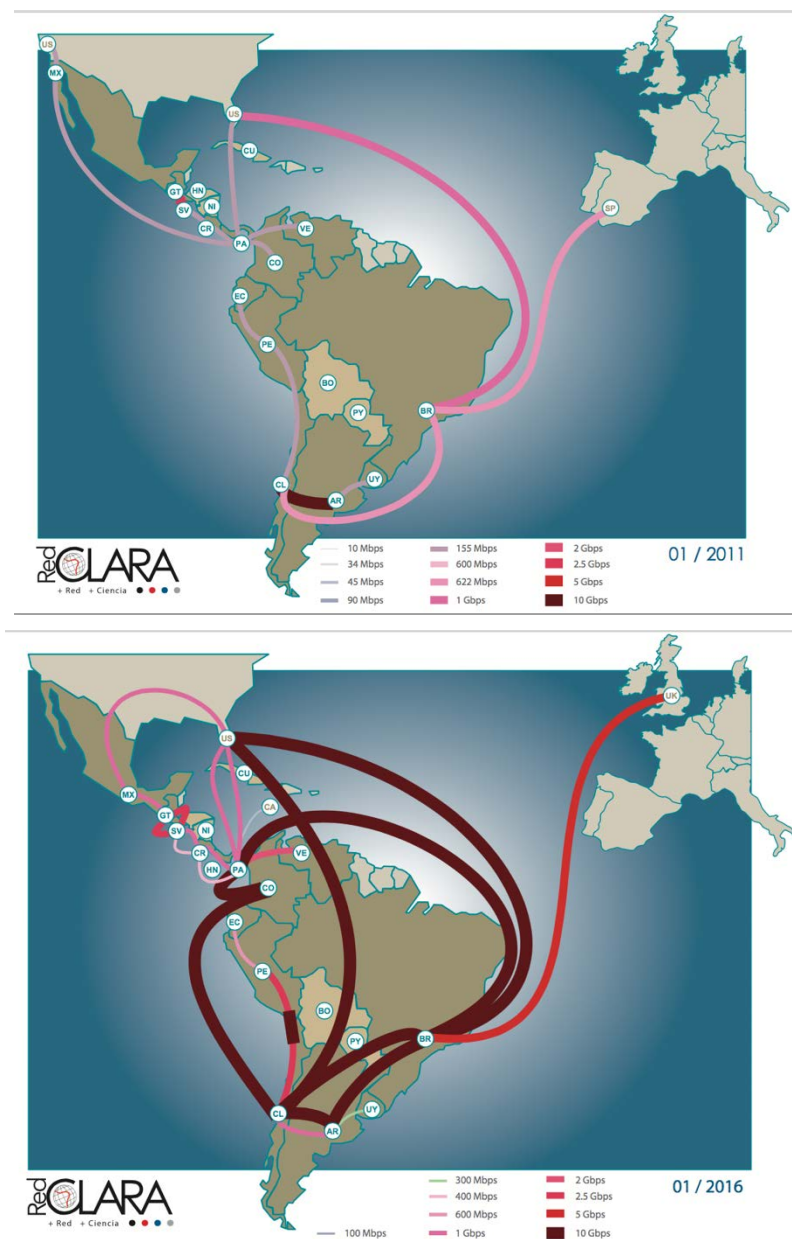 US
MX
US
CU
GT
HN
SV
NI
CR
PA
VE
CO
EC
PE
BO
PY
BR
CL
AR
UY
SP
Red
CLARA
+ Red + Ciencia
10 Mbps
34 Mbps
45 Mbps
90 Mbps
155 Mbps
600 Mbps
622 Mbps
1 Gbps
2 Gbps
2.5 Gbps
5 Gbps
10 Gbps
01 / 2011
UK
US
CU
MX
CA
GT
SV
NI
CR
VE
HN
PA
CO
EC
PE
BO
PY
BR
CL
UY
AR
Red
CLARA
+ Red + Ciencia
100 Mbps
300 Mbps
400 Mbps
600 Mbps
1 Gbps
2 Gbps
2.5 Gbps
5 Gbps
10 Gbps
01 / 2016